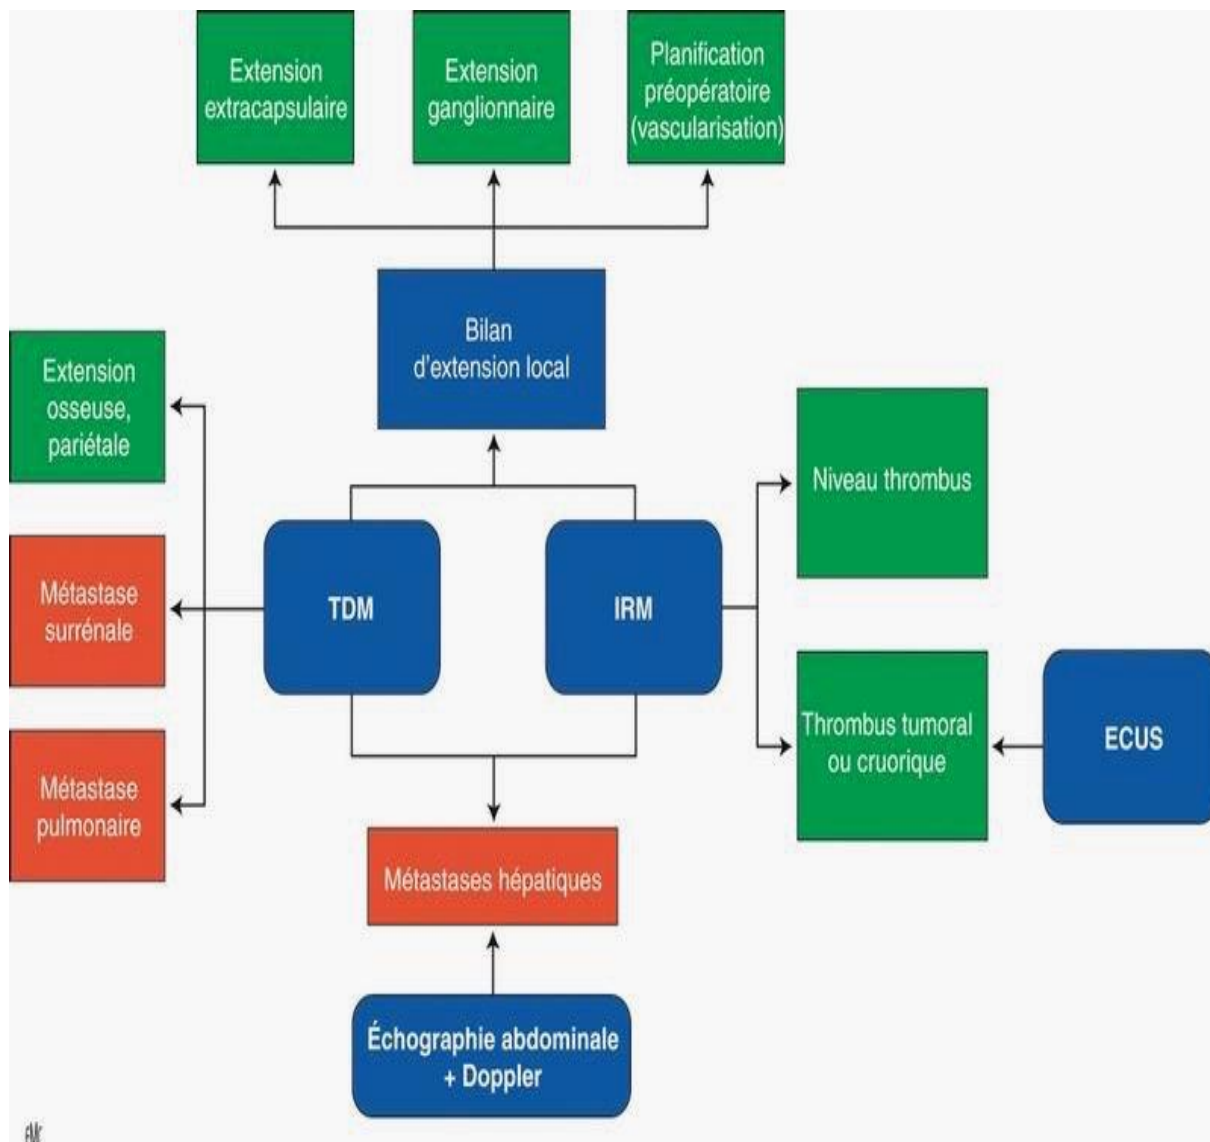 Extension
extracapsulaire
Extension
ganglionnaire
Planification
préopératoire
(vascularisation)
Bilan
d'extension local
Extension
osseuse,
pariétale
Niveau thrombus
TDM
IRM
Métastase
surrénale
Thrombus tumoral
ou cruorique
ECUS
Métastase
pulmonaire
Métastases hépatiques
Échographie abdominale
+ Doppler
EMC